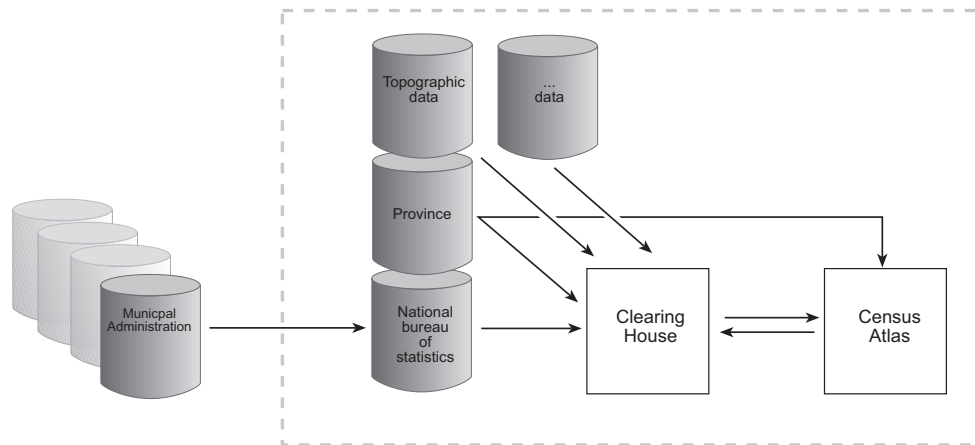 Topographic
data
...
data
Province
Municpal
Administration
National
bureau
of
statistics
Clearing
House
Census
Atlas